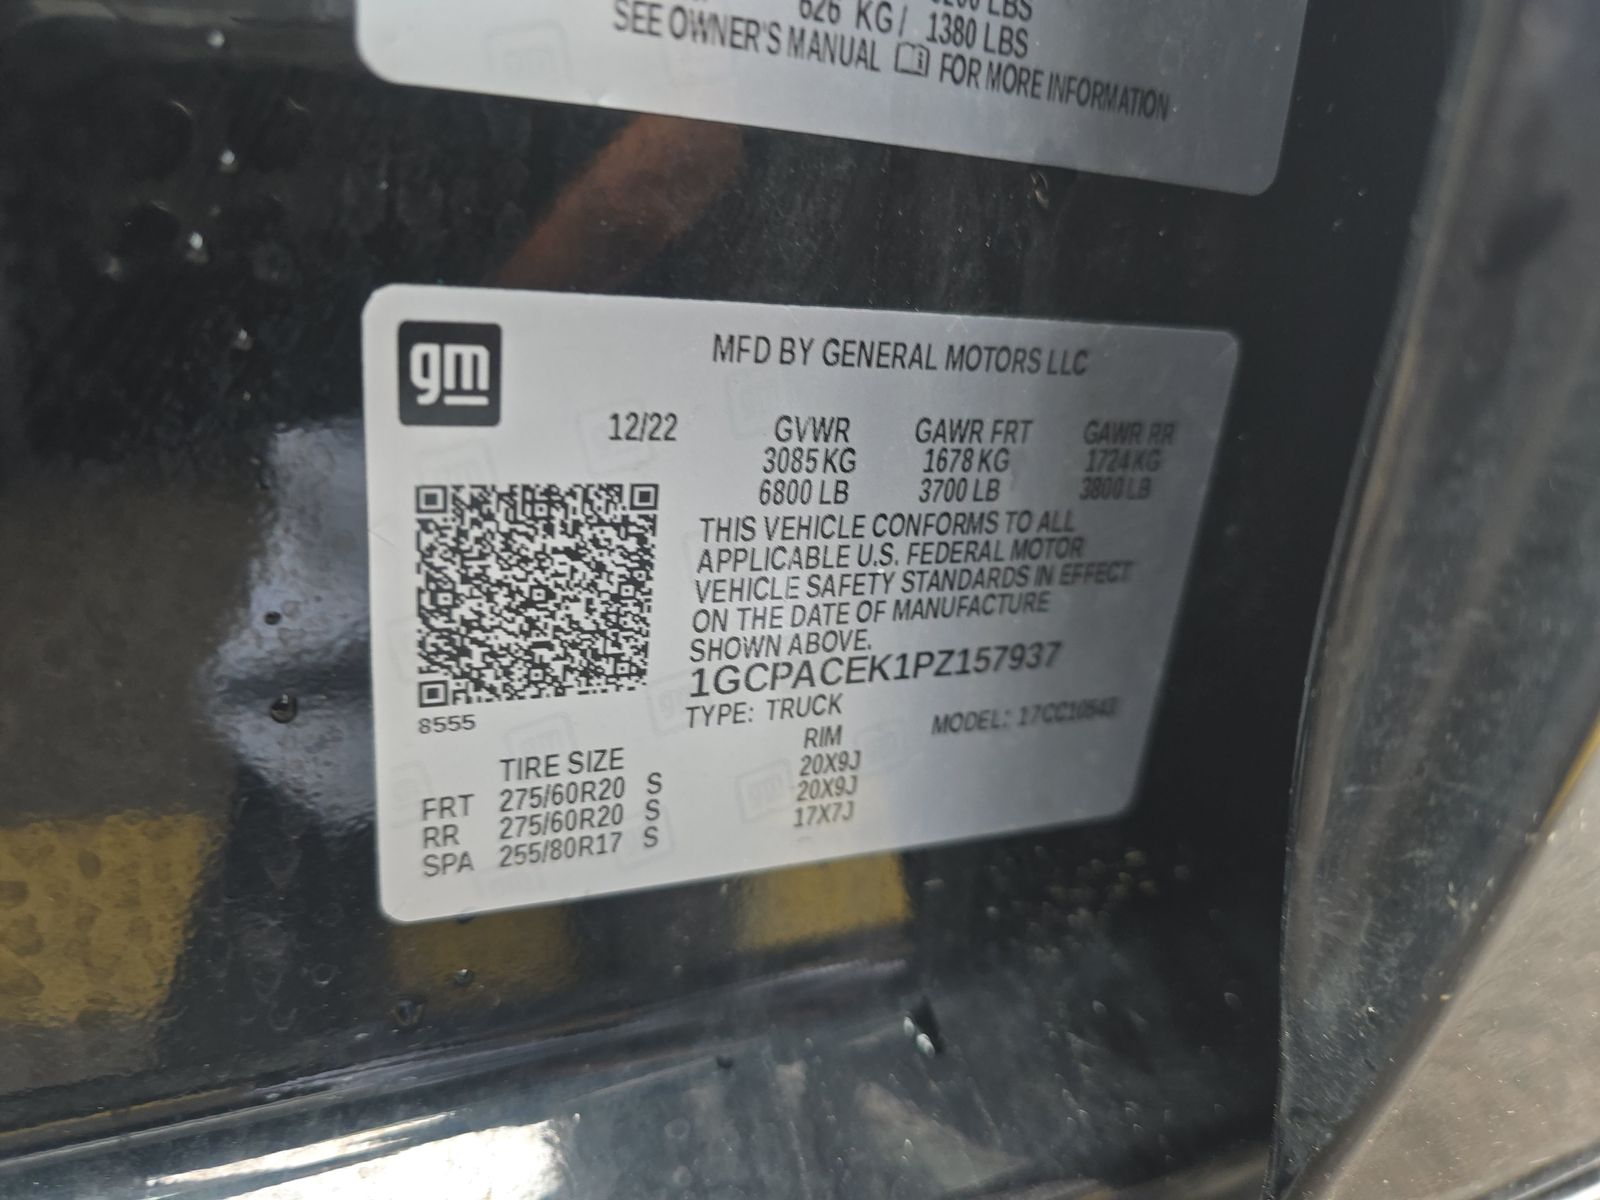 626 KG / 1380 LBS
SEE OWNER'S MANUAL FOR MORE INFORMATION
gm
MFD BY GENERAL MOTORS LLC
12/22 GVWR GAWR FRT GAWR RR
3085 KG 1678 KG 1724 KG
6800 LB 3700 LB 3800 LB
THIS VEHICLE CONFORMS TO ALL
APPLICABLE U.S. FEDERAL MOTOR
VEHICLE SAFETY STANDARDS IN EFFECT
ON THE DATE OF MANUFACTURE
SHOWN ABOVE.
1GCPACEK1PZ157937
8555
TYPE: TRUCK MODEL: 17CC10543
TIRE SIZE RIM
FRT 275/60R20 S 20X9J
RR 275/60R20 S 20X9J
SPA 255/80R17 S 17X7J